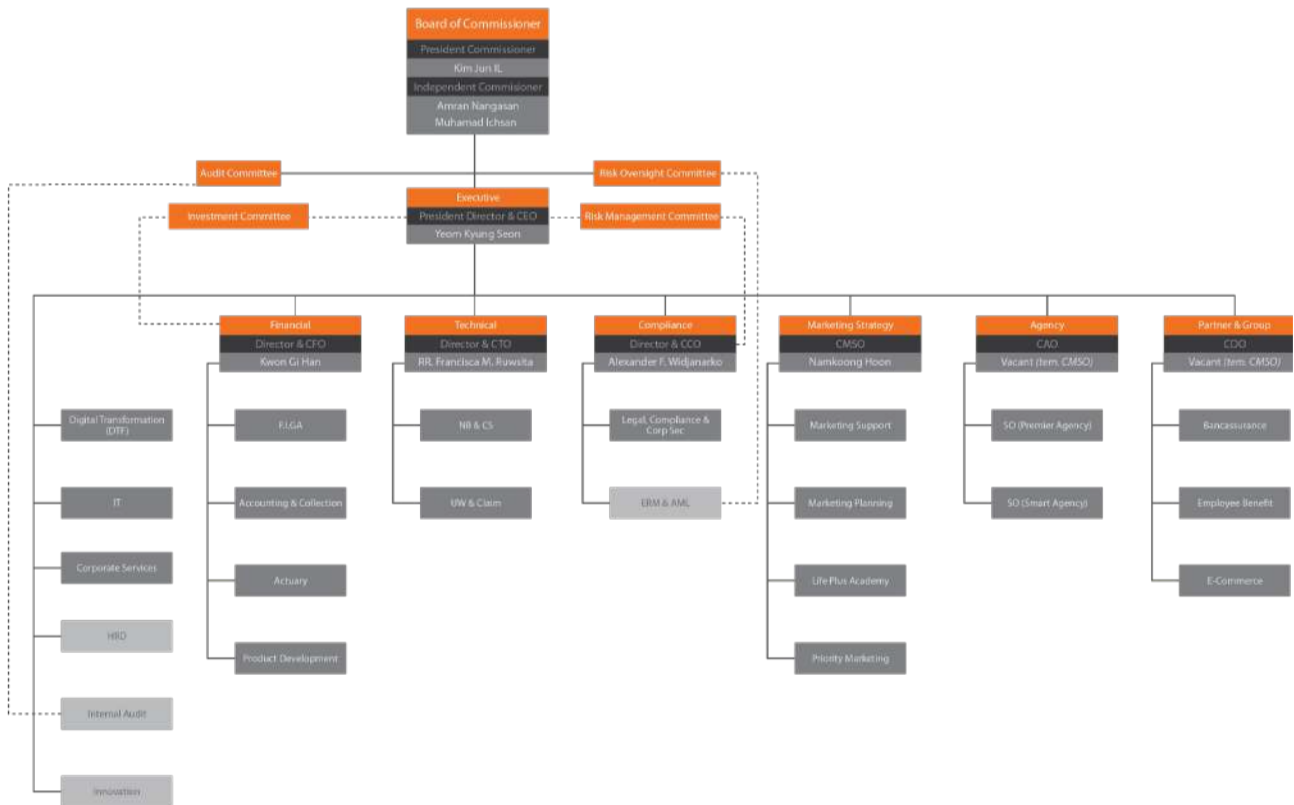 Board of Commissioner
President Commissioner
Kim Jun IL
Independent Commisioner
Amran Nangasan
Muhamad Ichsan
Audit Committee
Risk Oversight Committee
Executive
President Director & CEO
Yeom Kyung Seon
Investment Committee
Risk Management Committee
Financial
Director & CFO
Kwon Gi Han
Technical
Director & CTO
RR. Francisca M. Ruwsita
Compliance
Director & CCO
Alexander F. Widjanarko
Marketing Strategy
CMSO
Namkoong Hoon
Agency
CAO
Vacant (tem. CMSO)
Partner & Group
CDO
Vacant (tem. CMSO)
Digital Transformation
(DTF)
IT
Corporate Services
HRD
Internal Audit
Innovation
F.I.GA
Accounting & Collection
Actuary
Product Development
NB & CS
UW & Claim
Legal, Compliance &
Corp Sec
ERM & AML
Marketing Support
Marketing Planning
Life Plus Academy
Priority Marketing
SO (Premier Agency)
SO (Smart Agency)
Bancassurance
Employee Benefit
E-Commerce